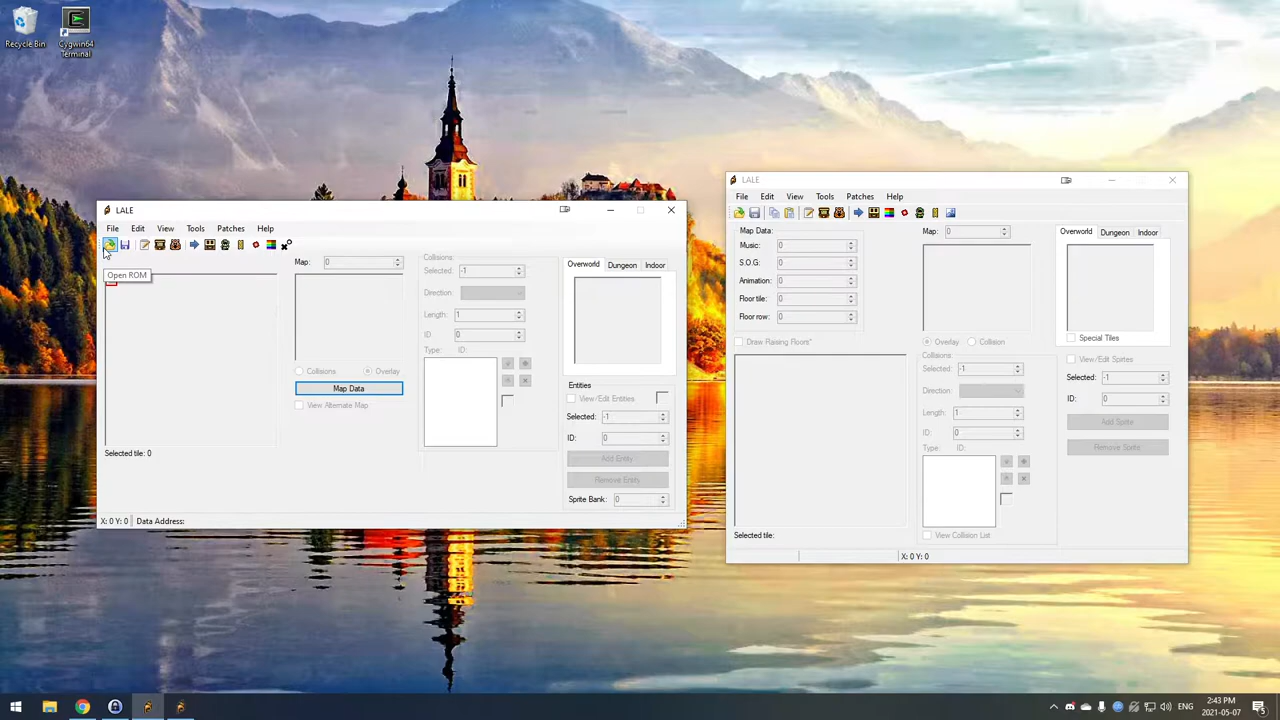 Recycle Bin
Cygwin64
Terminal
LALE
File Edit View Tools Patches Help
Open ROM
Map: 0
Collisions
Overlay
Map Data
View Alternate Map
Selected tile: 0
Collisions:
Selected: -1
Direction:
Length: 1
ID 0
Type: ID:
Overworld Dungeon Indoor
Entities
View/Edit Entities
Selected: -1
ID: 0
Add Entity
Remove Entity
Sprite Bank: 0
X: 0 Y: 0 Data Address:
LALE
File Edit View Tools Patches Help
Map Data:
Music: 0
S.O.G: 0
Animation: 0
Floor tile: 0
Floor row: 0
Draw Raising Floors*
Selected tile:
Map: 0
Overlay Collision
Collisions:
Selected: -1
Direction:
Length: 1
ID: 0
Type: ID:
View Collision List
Overworld Dungeon Indoor
Special Tiles
View/Edit Sprites
Selected: -1
ID: 0
Add Sprite
Remove Sprite
X: 0 Y: 0
ENG
2:43 PM
2021-05-07
5